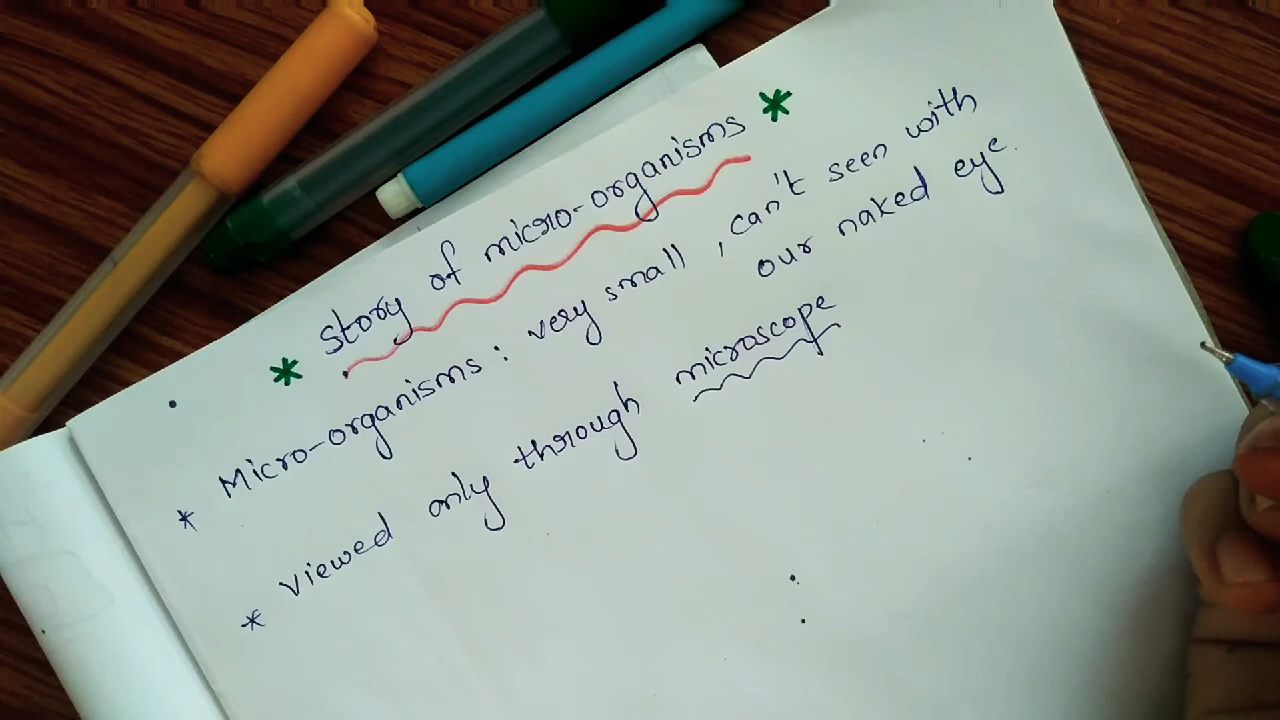 * Story of micro-organisms *
* Micro-organisms : very small , can't seen with
our naked eye.
* Viewed only through microscope